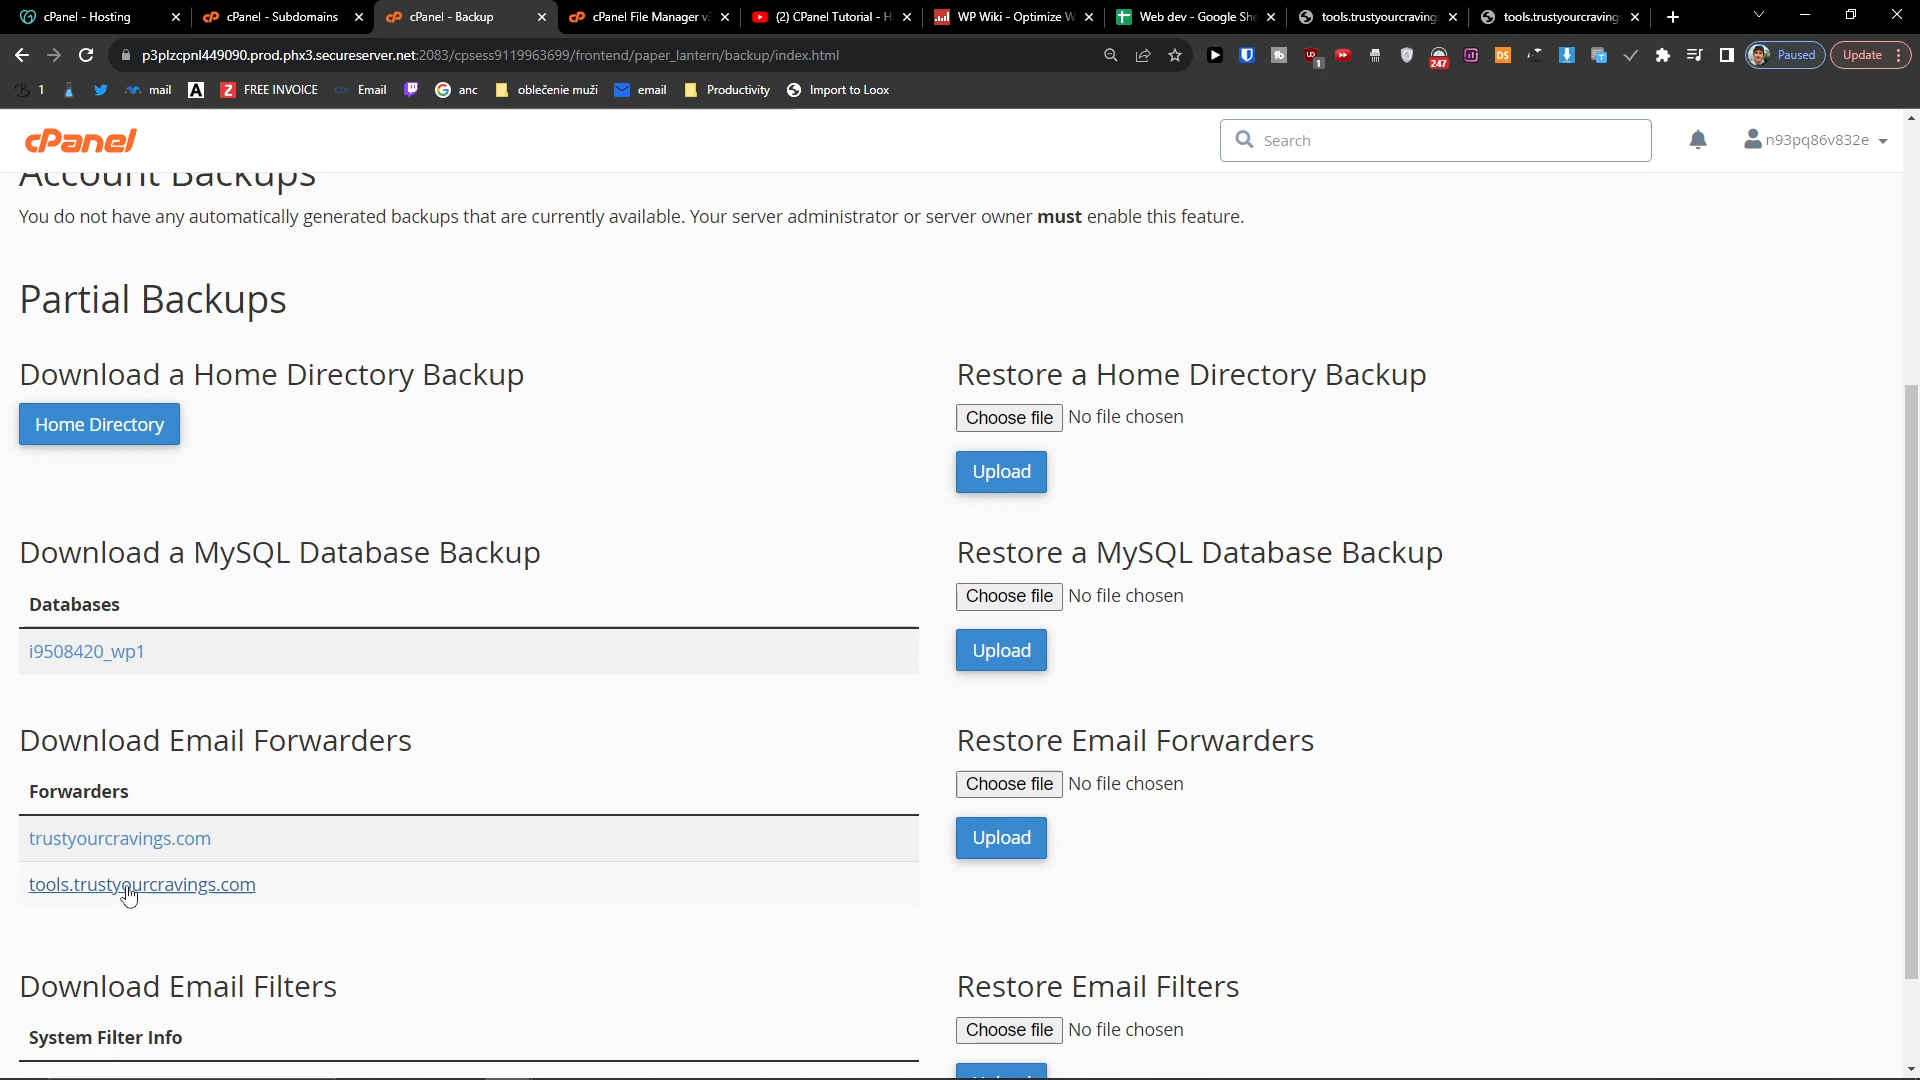 cPanel - Hosting
cPanel - Subdomains
cPanel - Backup
cPanel File Manager v
(2) CPanel Tutorial - H
WP Wiki - Optimize W
Web dev - Google She
tools.trustyourcraving
tools.trustyourcraving
p3plzcpnl449090.prod.phx3.secureserver.net:2083/cpsess9119963699/frontend/paper_lantern/backup/index.html
1
247
DS
Paused
Update
1
mail
A
Z FREE INVOICE
Email
anc
oblečenie muži
email
Productivity
Import to Loox
cPanel
Search
n93pq86v832e
Account Backups
You do not have any automatically generated backups that are currently available. Your server administrator or server owner must enable this feature.
Partial Backups
Download a Home Directory Backup
Restore a Home Directory Backup
Home Directory
Choose file No file chosen
Upload
Download a MySQL Database Backup
Restore a MySQL Database Backup
Databases
Choose file No file chosen
i9508420_wp1
Upload
Download Email Forwarders
Restore Email Forwarders
Forwarders
Choose file No file chosen
trustyourcravings.com
Upload
tools.trustyourcravings.com
Download Email Filters
Restore Email Filters
System Filter Info
Choose file No file chosen